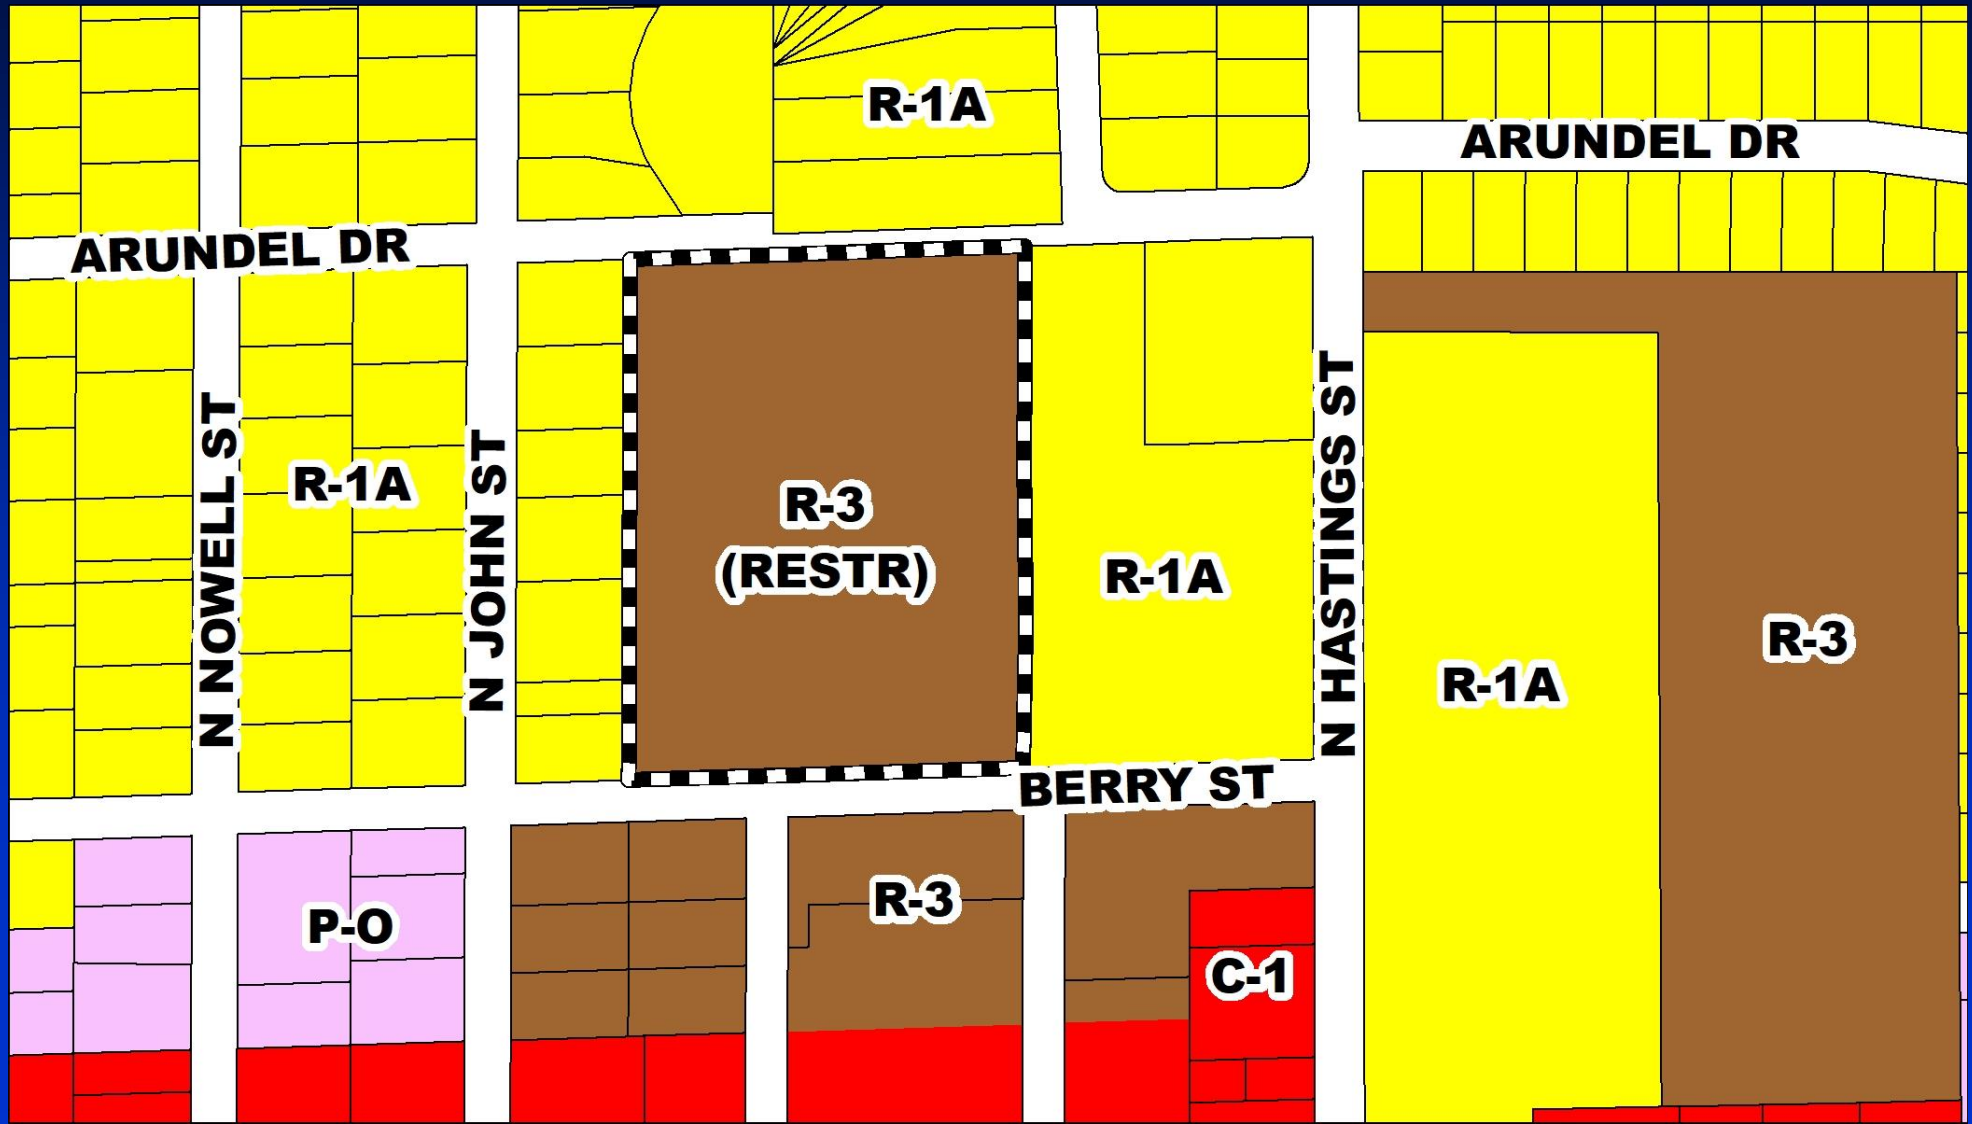 R-1A
ARUNDEL DR
ARUNDEL DR
N NOWELL ST
R-1A
N JOHN ST
R-3
(RESTR)
R-1A
N HASTINGS ST
R-1A
R-3
BERRY ST
P-O
R-3
C-1